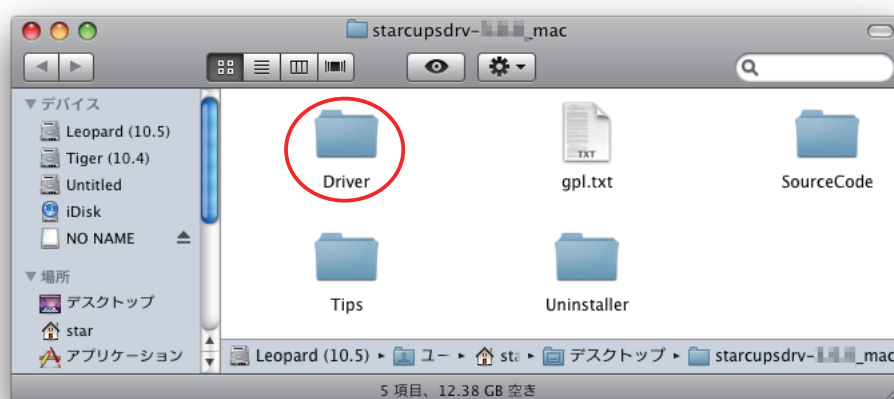 starcupsdrv-_mac
デバイス
Leopard (10.5)
Tiger (10.4)
Untitled
iDisk
NO NAME
場所
デスクトップ
star
アプリケーション
Driver
TXT
gpl.txt
SourceCode
Tips
Uninstaller
Leopard (10.5) ユー sta デスクトップ starcupsdrv-_mac
5 項目、12.38 GB 空き